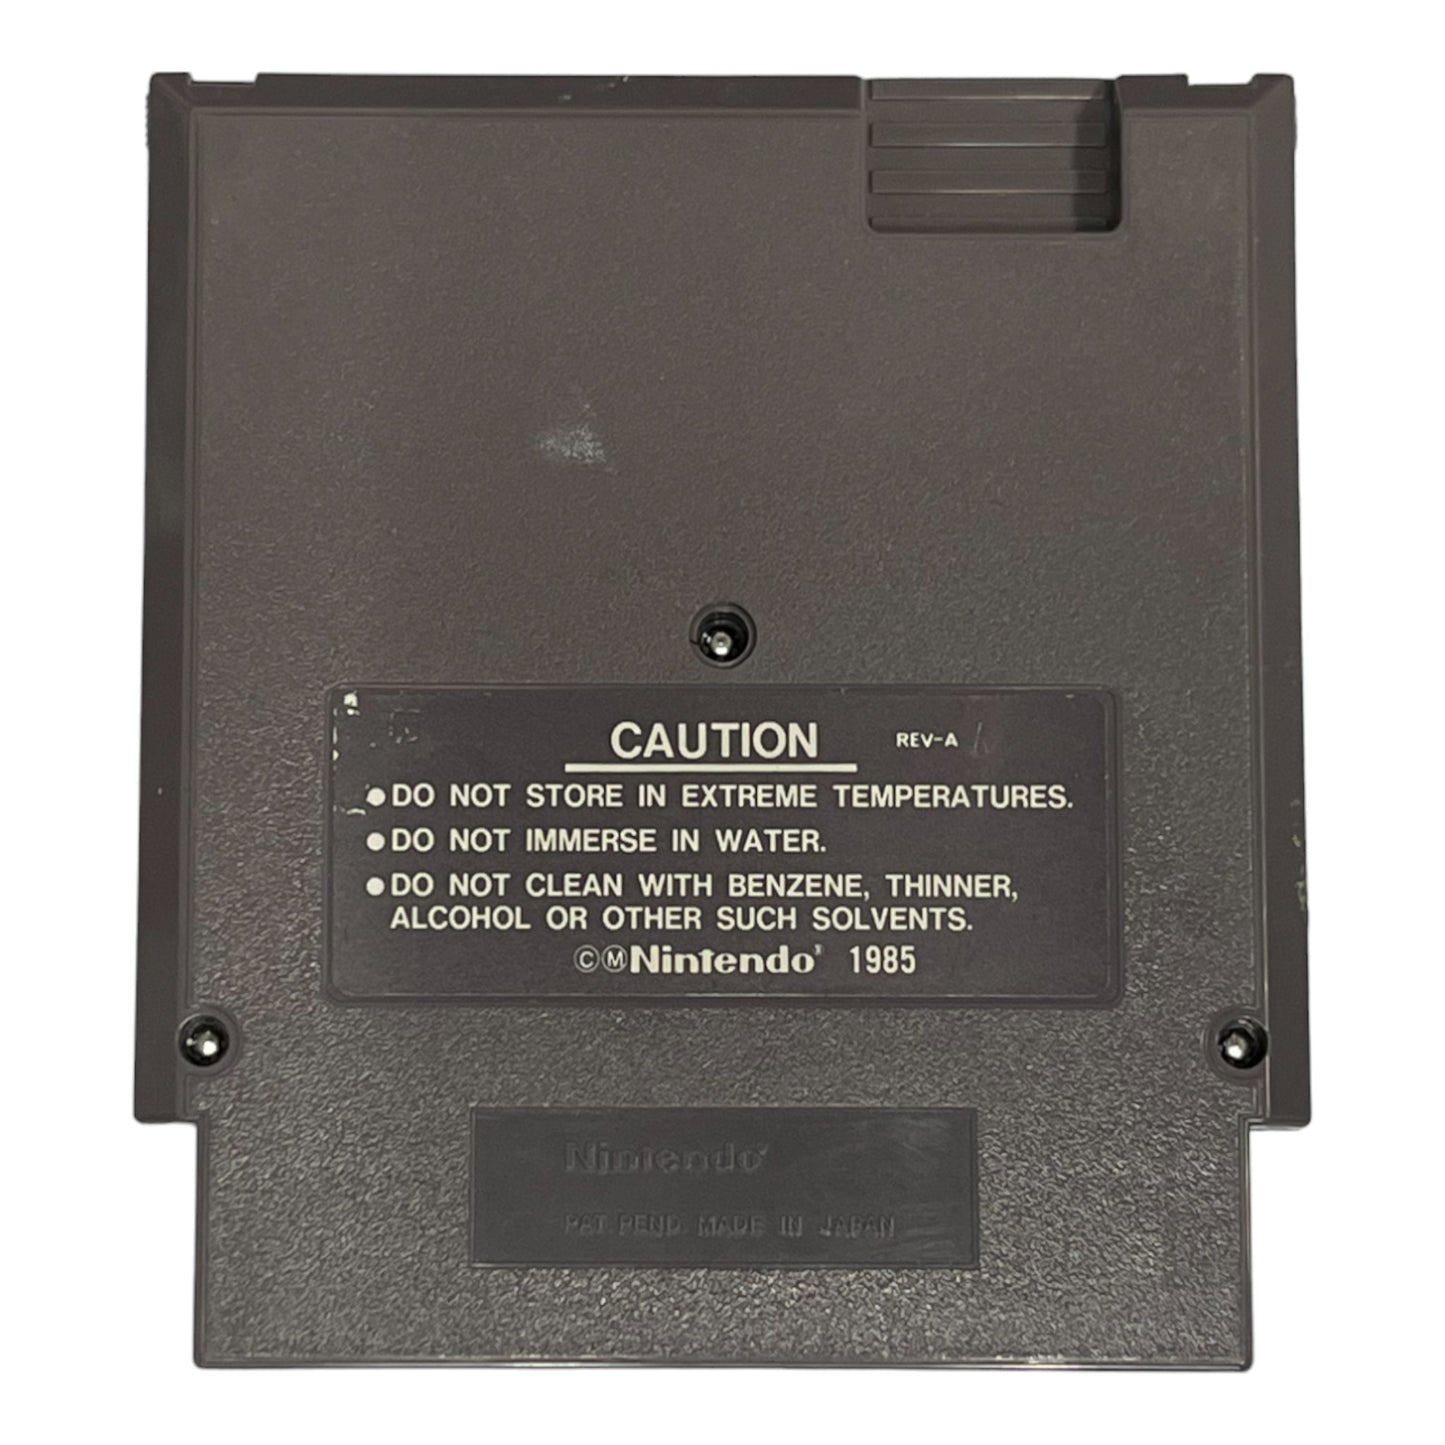 CAUTION REV-A
●DO NOT STORE IN EXTREME TEMPERATURES.
●DO NOT IMMERSE IN WATER.
●DO NOT CLEAN WITH BENZENE, THINNER,
ALCOHOL OR OTHER SUCH SOLVENTS.
©ⓂNintendo® 1985
Nintendo®
PAT. PEND. MADE IN JAPAN